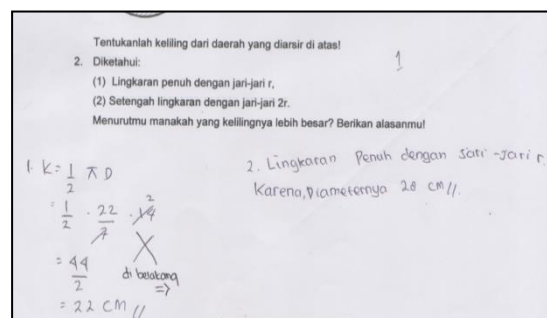 Tentukanlah keliling dari daerah yang diarsir di atas!
2. Diketahui:
(1) Lingkaran penuh dengan jari-jari r,
(2) Setengah lingkaran dengan jari-jari 2r.
Menurutmu manakah yang kelilingnya lebih besar? Berikan alasanmu!
1
1. K = 1/2 π D
= 1/2 · 22/7 · 14 2
= 44/2
= 22 cm //
di belakang
=>
2. Lingkaran Penuh dengan Jari-Jari r.
Karena, Diameternya 28 cm //.